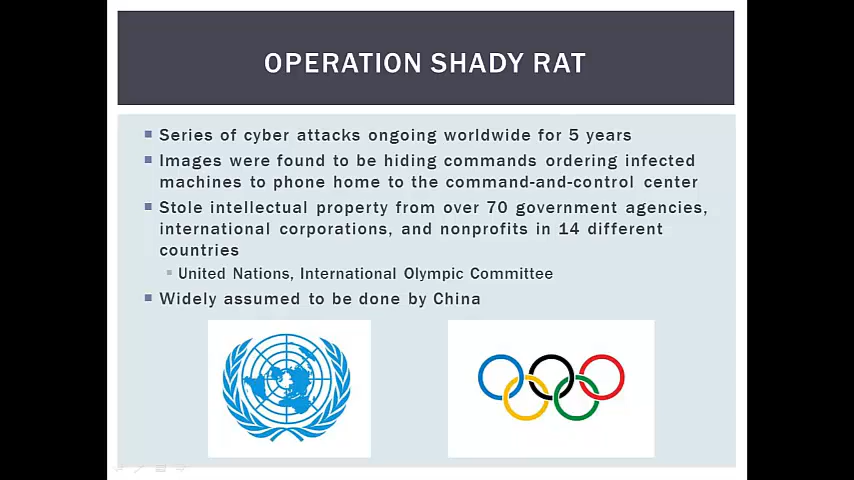 OPERATION SHADY RAT
Series of cyber attacks ongoing worldwide for 5 years
Images were found to be hiding commands ordering infected
machines to phone home to the command-and-control center
Stole intellectual property from over 70 government agencies,
international corporations, and nonprofits in 14 different
countries
United Nations, International Olympic Committee
Widely assumed to be done by China